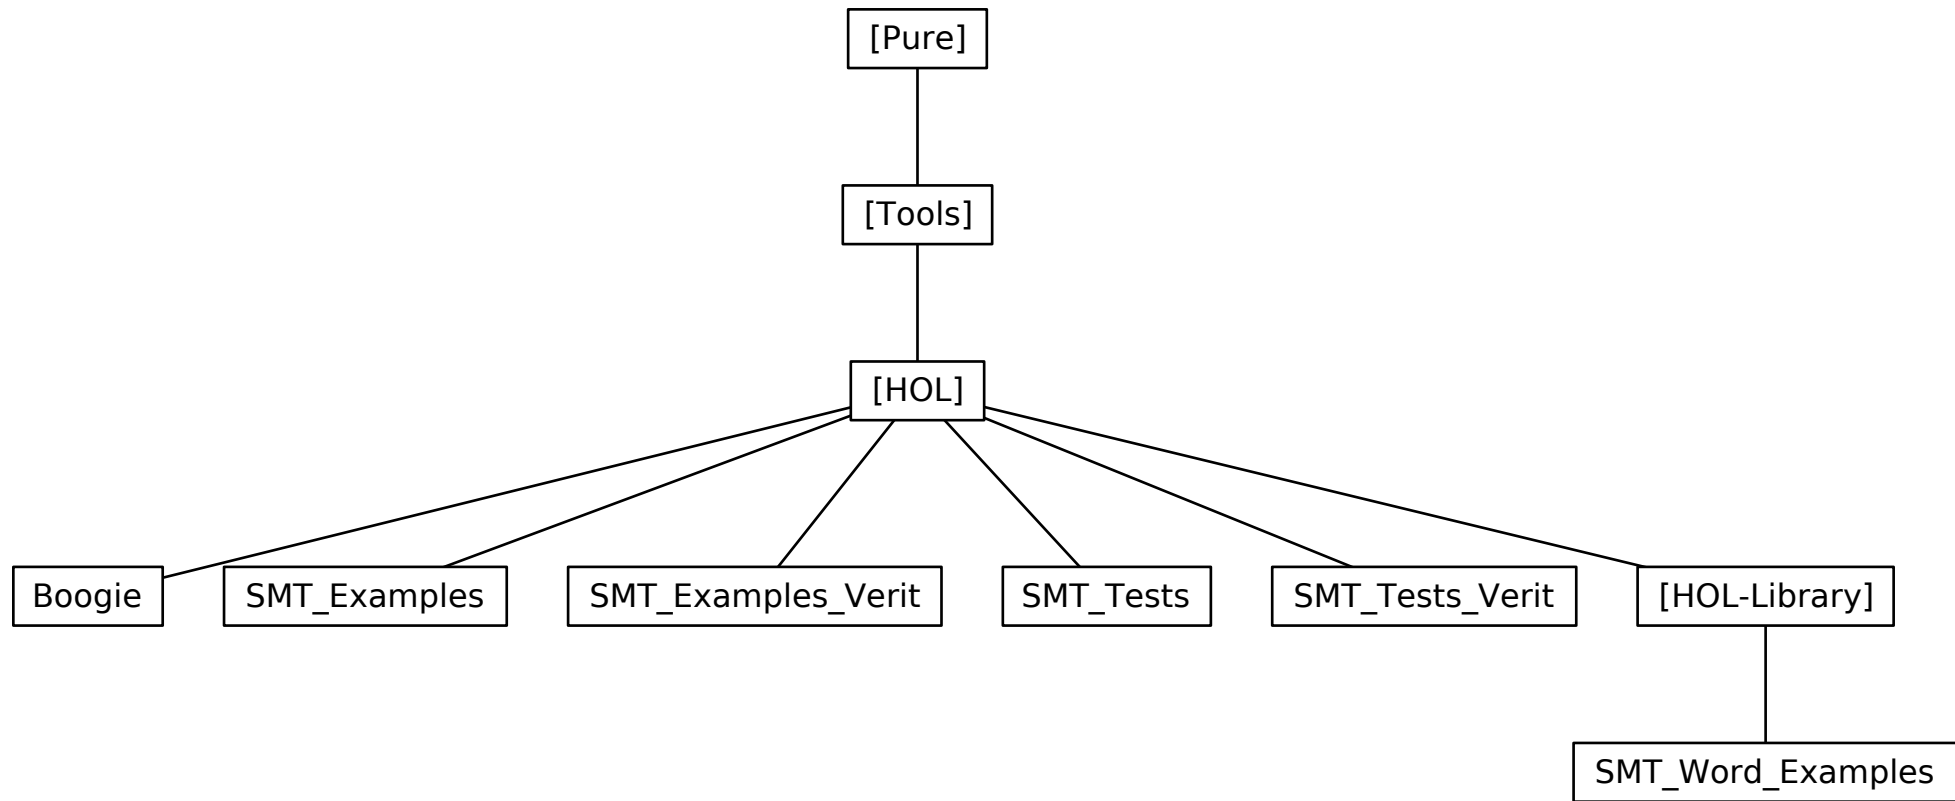 [Pure]
[Tools]
[HOL]
Boogie SMT_Examples SMT_Examples_Verit SMT_Tests SMT_Tests_Verit [HOL-Library]
SMT_Word_Examples